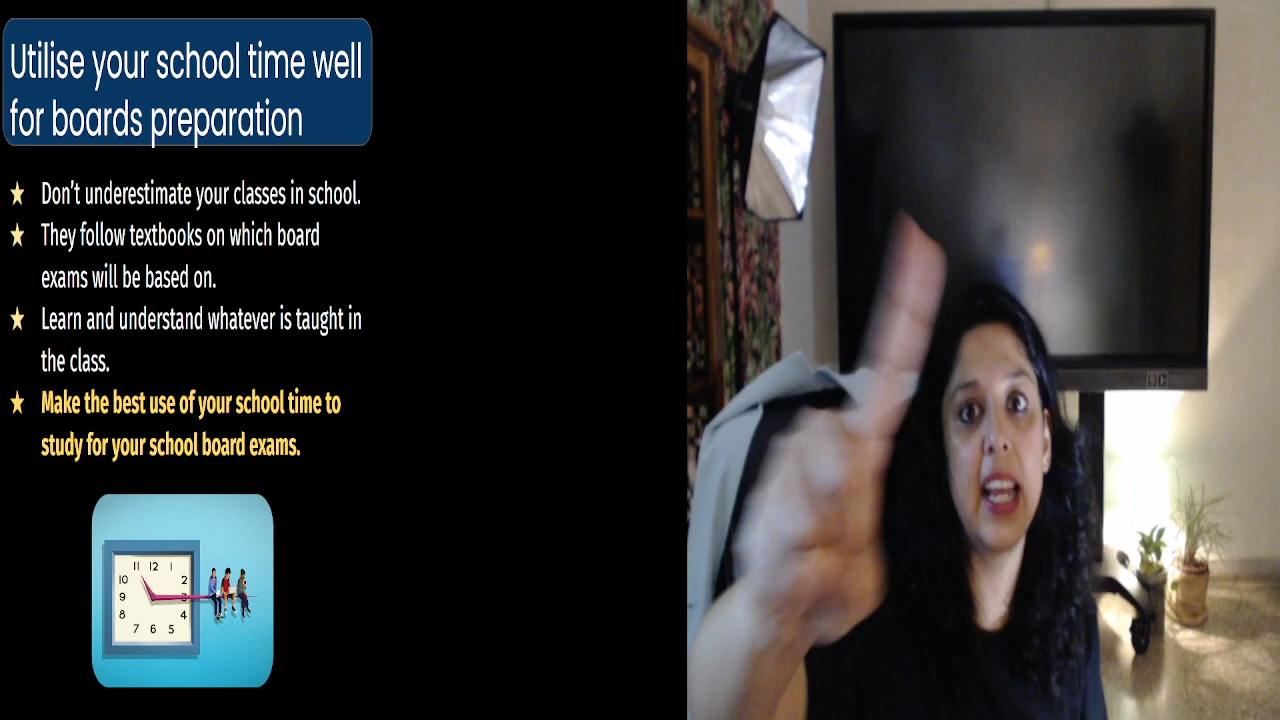 Utilise your school time well
for boards preparation
★ Don't underestimate your classes in school.
★ They follow textbooks on which board
exams will be based on.
★ Learn and understand whatever is taught in
the class.
★ Make the best use of your school time to
study for your school board exams.
11 12 1
10 2
9 3
8 4
7 6 5